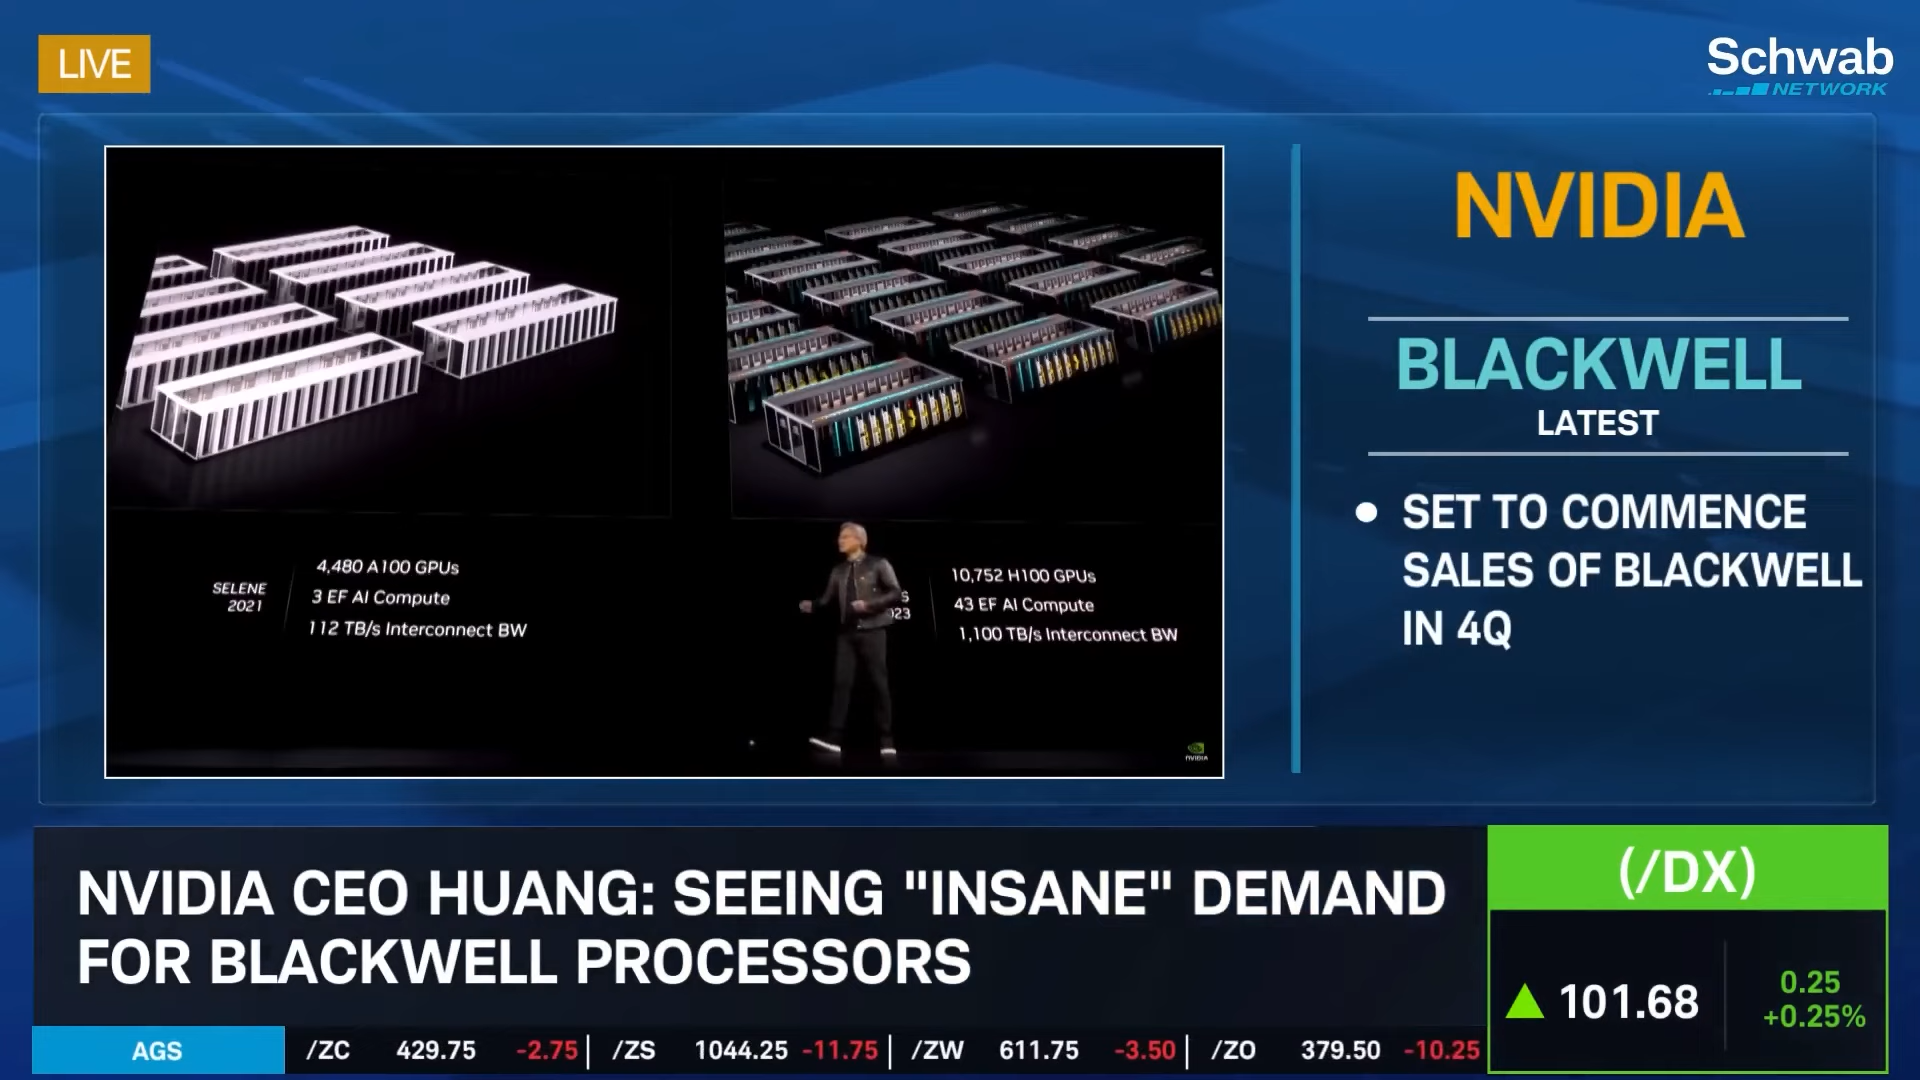 LIVE
Schwab
NETWORK
SELENE
2021
4,480 A100 GPUs
3 EF AI Compute
112 TB/s Interconnect BW
10,752 H100 GPUs
43 EF AI Compute
1,100 TB/s Interconnect BW
NVIDIA
NVIDIA
BLACKWELL
LATEST
● SET TO COMMENCE
SALES OF BLACKWELL
IN 4Q
NVIDIA CEO HUANG: SEEING "INSANE" DEMAND
FOR BLACKWELL PROCESSORS
(/DX)
101.68
0.25
+0.25%
AGS /ZC 429.75 -2.75 | /ZS 1044.25 -11.75 | /ZW 611.75 -3.50 | /ZO 379.50 -10.25